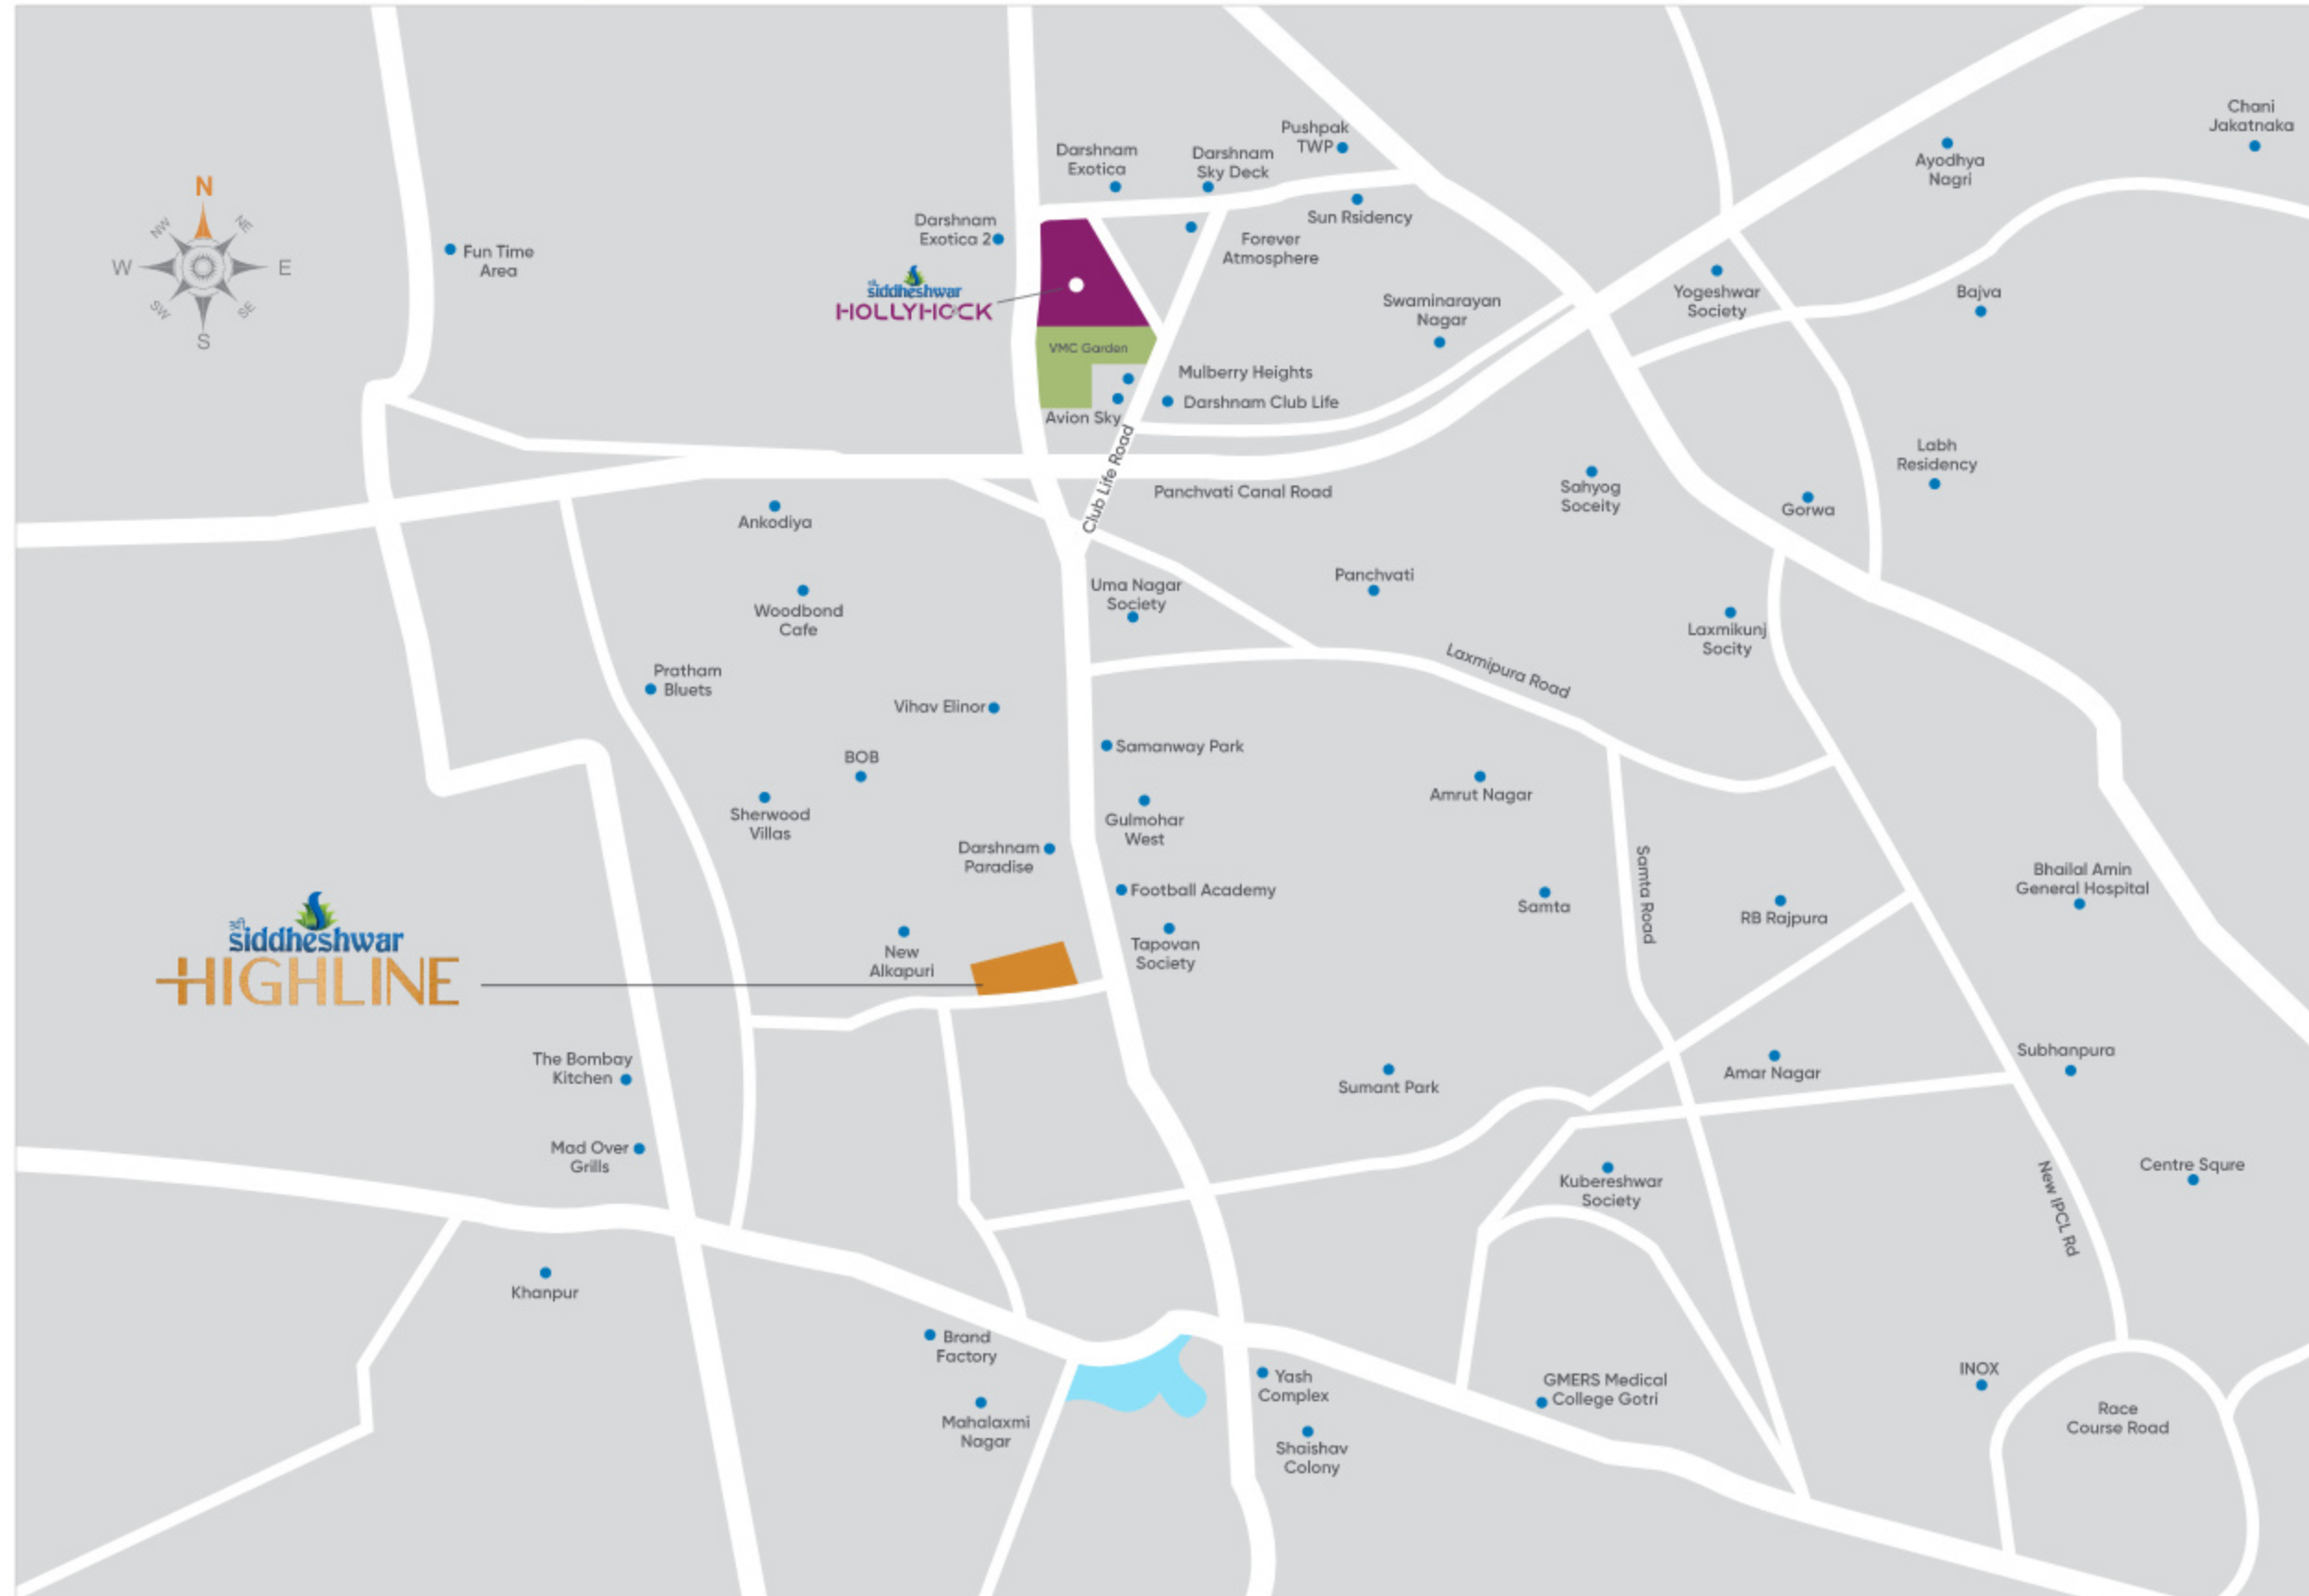 N
NW
NE
W
E
SW
SE
S
Fun Time
Area
Darshnam
Exotica
Darshnam
Sky Deck
Pushpak
TWP
Darshnam
Exotica 2
Sun Rsidency
Forever
Atmosphere
siddheshwar
HOLLYHOCK
VMC Garden
Swaminarayan
Nagar
Mulberry Heights
Darshnam Club Life
Avion Sky
Club Life Road
Panchvati Canal Road
Chani
Jakatnaka
Ayodhya
Nagri
Yogeshwar
Society
Bajva
Labh
Residency
Sahyog
Soceity
Gorwa
Ankodiya
Woodbond
Cafe
Uma Nagar
Society
Panchvati
Laxmikunj
Socity
Laxmipura Road
Pratham
Bluets
Vihav Elinor
Samanway Park
BOB
Sherwood
Villas
Gulmohar
West
Amrut Nagar
Darshnam
Paradise
Football Academy
Samta
Samta Road
RB Rajpura
Bhailal Amin
General Hospital
siddheshwar
HIGHLINE
New
Alkapuri
Tapovan
Society
The Bombay
Kitchen
Sumant Park
Amar Nagar
Subhanpura
Mad Over
Grills
Kubereshwar
Society
New IPCL Rd
Centre Squre
Khanpur
Brand
Factory
Yash
Complex
GMERS Medical
College Gotri
INOX
Mahalaxmi
Nagar
Shaishav
Colony
Race
Course Road